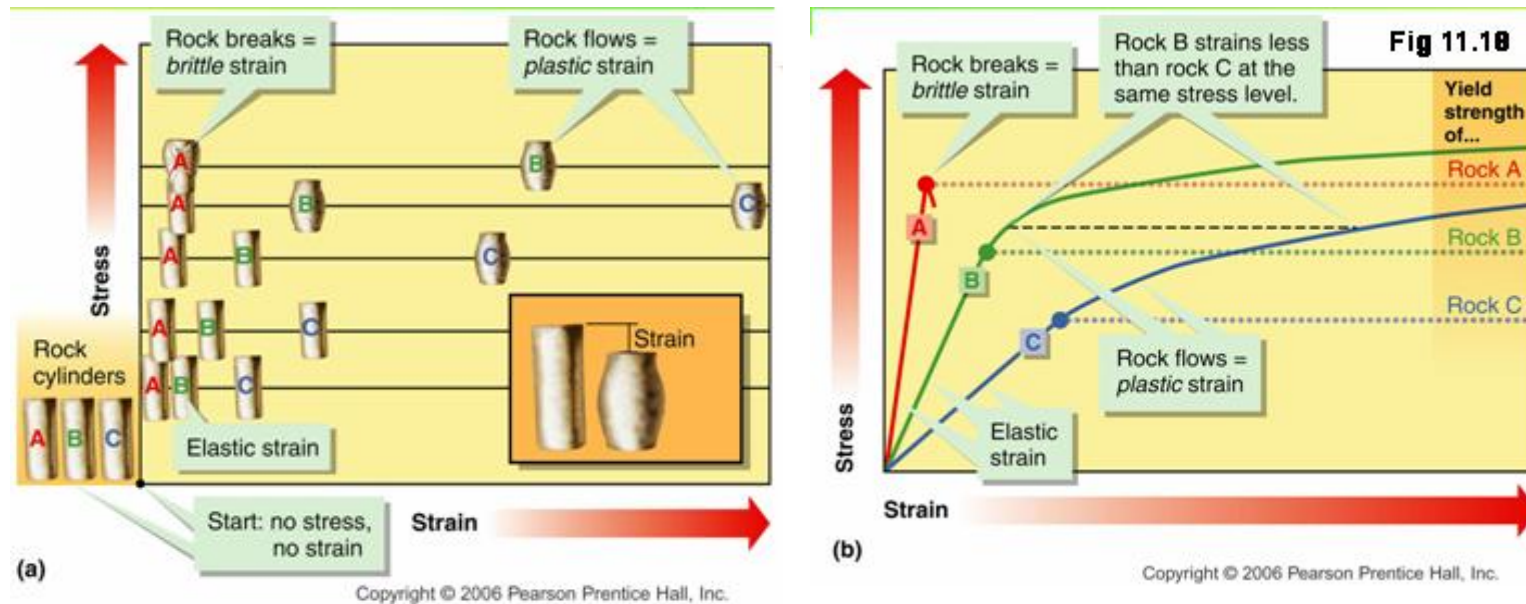 Rock breaks =
brittle strain
Rock flows =
plastic strain
A
B
A
B
C
A
B
C
Stress
A
B
C
Strain
Rock
cylinders
A
B
C
A
B
C
Elastic strain
Start: no stress,
no strain
Strain
(a)
Copyright © 2006 Pearson Prentice Hall, Inc.
Rock breaks =
brittle strain
Rock B strains less
than rock C at the
same stress level.
Fig 11.10
Yield
strength
of...
Rock A
A
Rock B
B
Rock C
C
Rock flows =
plastic strain
Stress
Elastic
strain
Strain
(b)
Copyright © 2006 Pearson Prentice Hall, Inc.